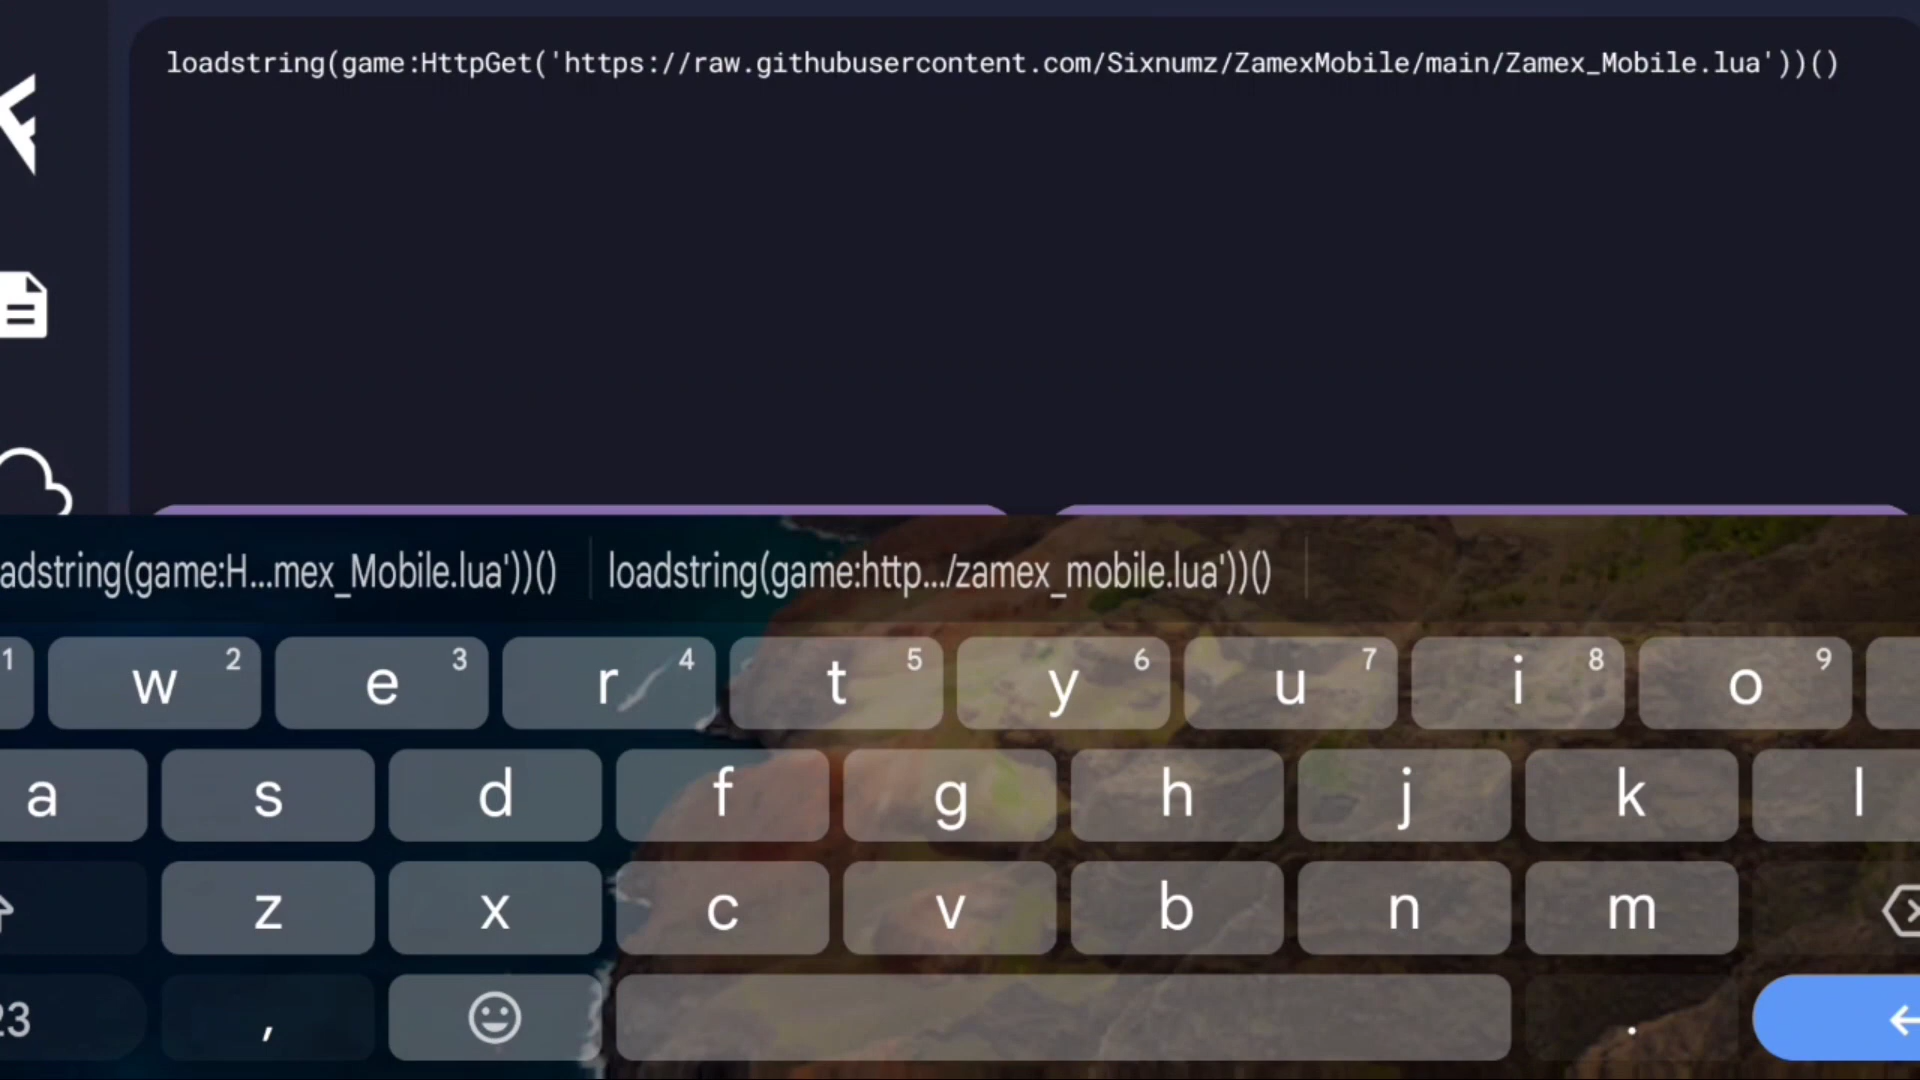 loadstring(game:HttpGet('https://raw.githubusercontent.com/Sixnumz/ZamexMobile/main/Zamex_Mobile.lua'))()
adstring(game:H...mex_Mobile.lua'))() loadstring(game:http.../zamex_mobile.lua'))()
1 w 2 e 3 r 4 t 5 y 6 u 7 i 8 o 9
a s d f g h j k l
z x c v b n m
23 , .